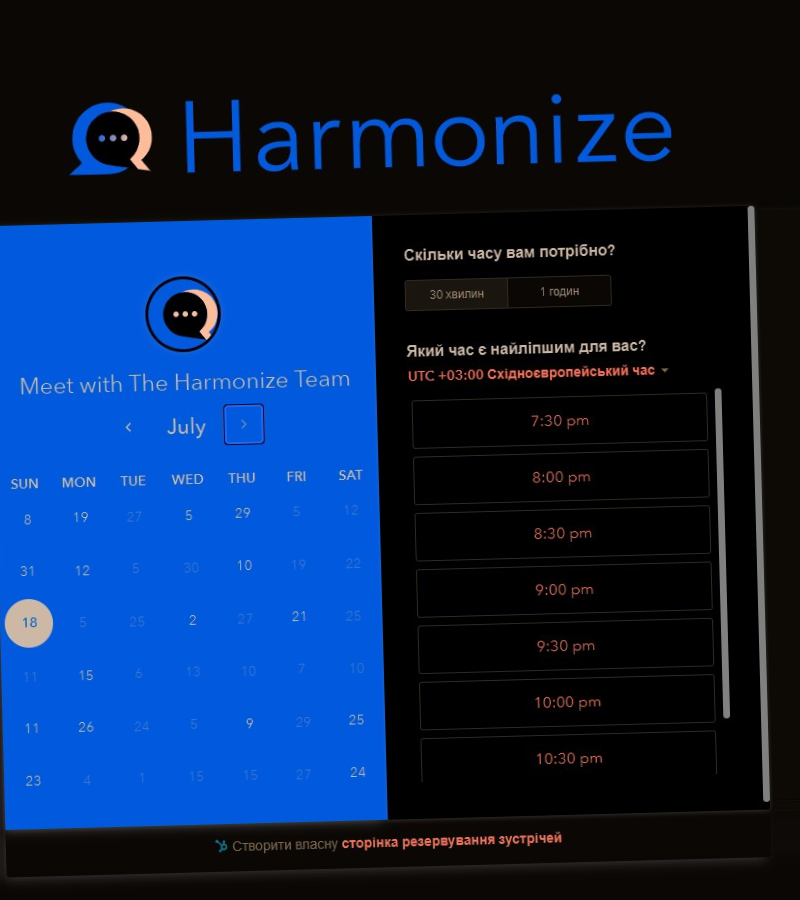 Harmonize
Meet with The Harmonize Team
July
SUN MON TUE WED THU FRI SAT
8 19 27 5 29 5 12
31 12 5 30 10 19 22
18 5 25 2 27 21 25
11 15 6 13 10 7 10
11 26 24 5 9 29 25
23 4 1 15 15 27 24
Скільки часу вам потрібно?
30 хвилин 1 годин
Який час є найліпшим для вас?
UTC +03:00 Східноєвропейський час
7:30 pm
8:00 pm
8:30 pm
9:00 pm
9:30 pm
10:00 pm
10:30 pm
Створити власну сторінка резервування зустрічей